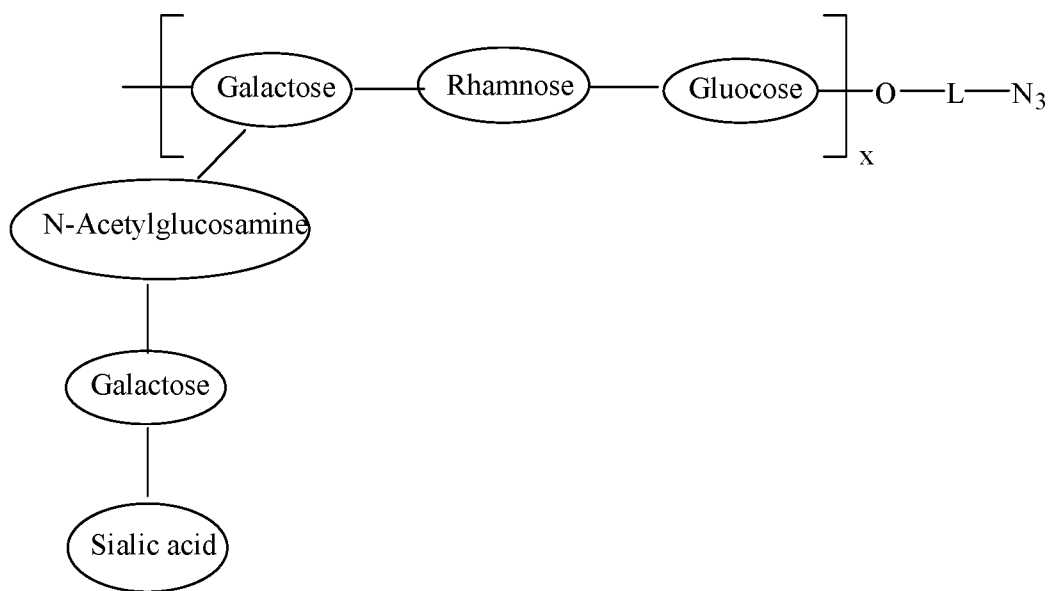 Galactose Rhamnose Gluocose O L N3
x
N-Acetylglucosamine
Galactose
Sialic acid